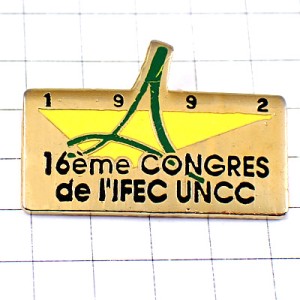 1 9 9 2
16ème CONGRES
de l'IFEC UNCC